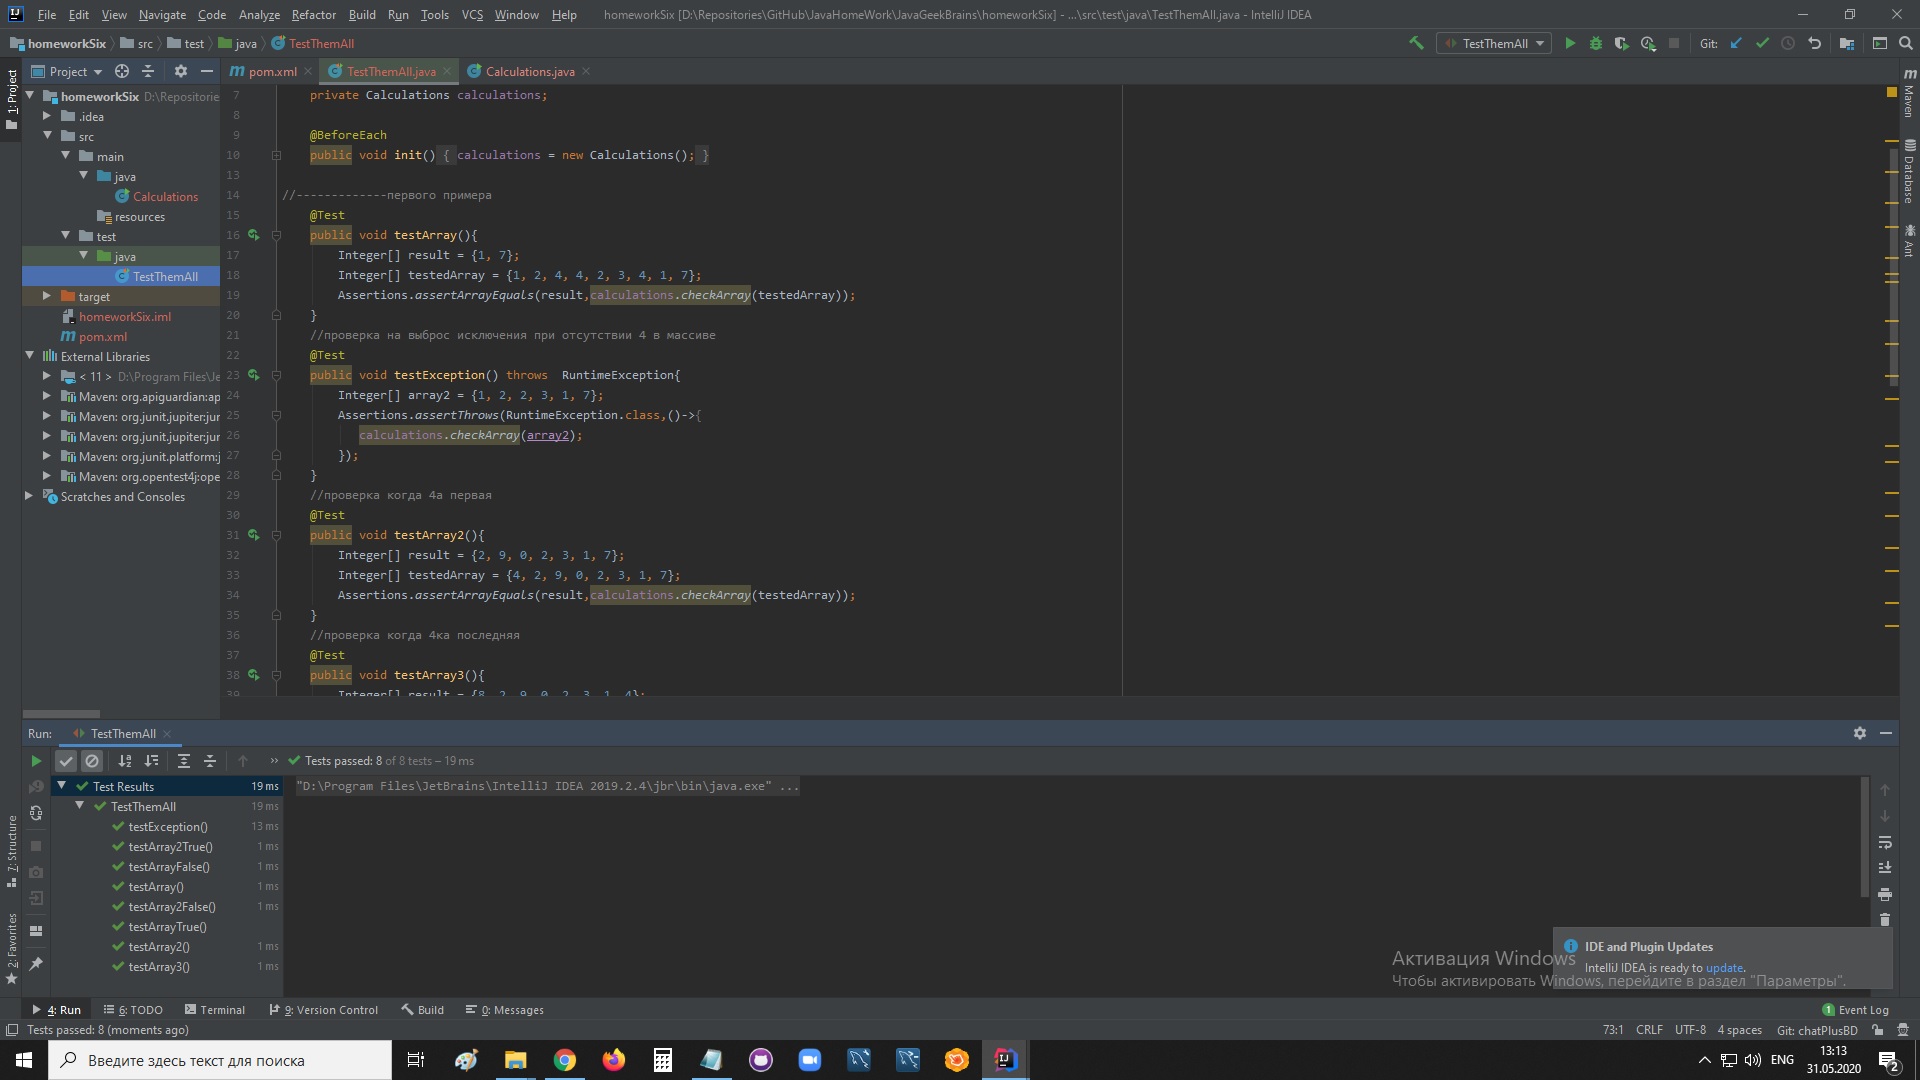 File Edit View Navigate Code Analyze Refactor Build Run Tools VCS Window Help homeworkSix [D:\Repositories\GitHub\JavaHomeWork\JavaGeekBrains\homeworkSix] - ...\src\test\java\TestThemAll.java - IntelliJ IDEA
homeworkSix src test java TestThemAll TestThemAll Git:
Project pom.xml TestThemAll.java Calculations.java
1: Project
homeworkSix D:\Repositorie
.idea
src
main
java
Calculations
resources
test
java
TestThemAll
target
homeworkSix.iml
pom.xml
External Libraries
< 11 > D:\Program Files\Je
Maven: org.apiguardian:ap
Maven: org.junit.jupiter:jur
Maven: org.junit.jupiter:jur
Maven: org.junit.platform:j
Maven: org.opentest4j:ope
Scratches and Consoles
7 private Calculations calculations;
8
9 @BeforeEach
10 public void init() { calculations = new Calculations(); }
13
14 //-------------первого примера
15 @Test
16 public void testArray(){
17 Integer[] result = {1, 7};
18 Integer[] testedArray = {1, 2, 4, 4, 2, 3, 4, 1, 7};
19 Assertions.assertArrayEquals(result,calculations.checkArray(testedArray));
20 }
21 //проверка на выброс исключения при отсутствии 4 в массиве
22 @Test
23 public void testException() throws  RuntimeException{
24 Integer[] array2 = {1, 2, 2, 3, 1, 7};
25 Assertions.assertThrows(RuntimeException.class,()->{
26 calculations.checkArray(array2);
27 });
28 }
29 //проверка когда 4а первая
30 @Test
31 public void testArray2(){
32 Integer[] result = {2, 9, 0, 2, 3, 1, 7};
33 Integer[] testedArray = {4, 2, 9, 0, 2, 3, 1, 7};
34 Assertions.assertArrayEquals(result,calculations.checkArray(testedArray));
35 }
36 //проверка когда 4ка последняя
37 @Test
38 public void testArray3(){
39 Integer[] result = {8, 2, 9, 0, 2, 3, 1, 4};
Maven
Database
Ant
Run: TestThemAll
Tests passed: 8 of 8 tests – 19 ms
Test Results 19 ms
TestThemAll 19 ms
testException() 13 ms
testArray2True() 1 ms
testArrayFalse() 1 ms
testArray() 1 ms
testArray2False() 1 ms
testArrayTrue()
testArray2() 1 ms
testArray3() 1 ms
"D:\Program Files\JetBrains\IntelliJ IDEA 2019.2.4\jbr\bin\java.exe" ...
7: Structure
2: Favorites
Активация Windows
Чтобы активировать Windows, перейдите в раздел "Параметры".
IDE and Plugin Updates
IntelliJ IDEA is ready to update.
4: Run 6: TODO Terminal 9: Version Control Build 0: Messages 1 Event Log
Tests passed: 8 (moments ago) 73:1 CRLF UTF-8 4 spaces Git: chatPlusBD
Введите здесь текст для поиска ENG 13:13
31.05.2020 2